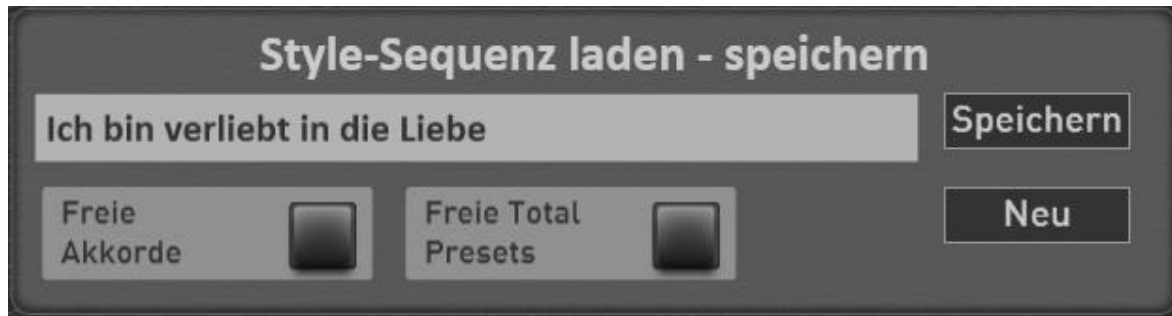 Style-Sequenz laden - speichern
Ich bin verliebt in die Liebe
Speichern
Freie
Akkorde
Freie Total
Presets
Neu